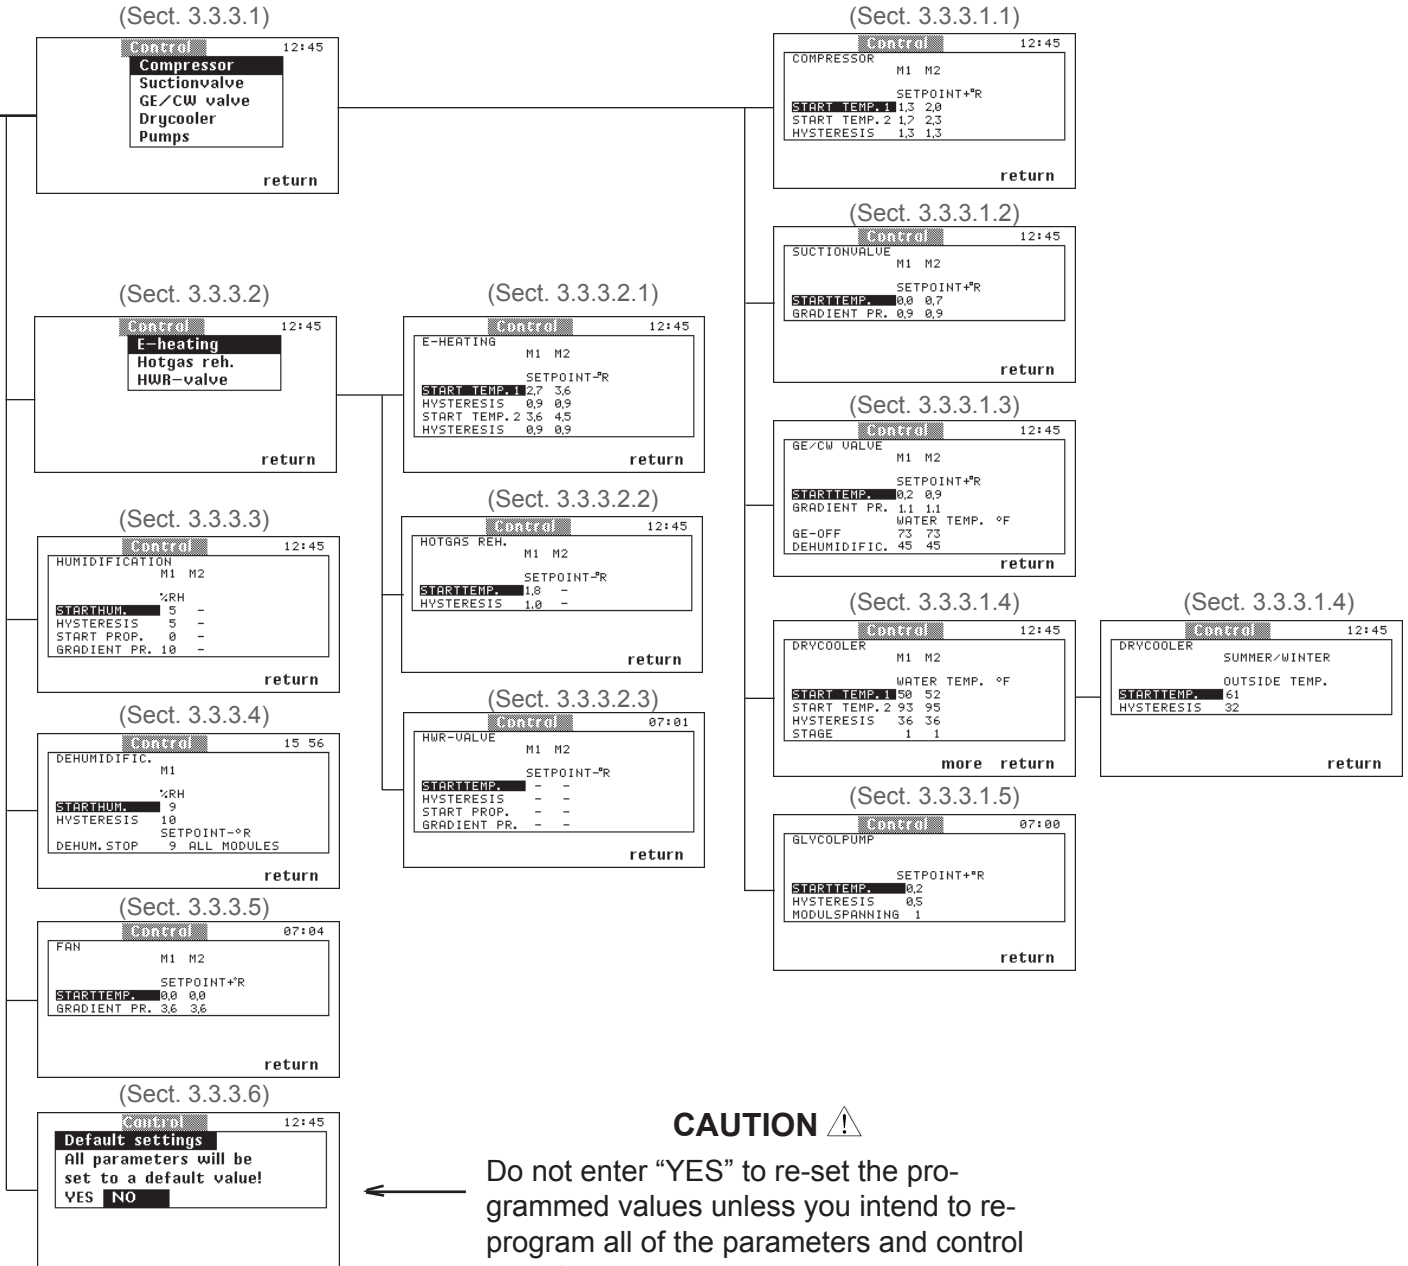 (Sect. 3.3.3.1)
Control 12:45
Compressor
Suctionvalve
GE/CW valve
Drycooler
Pumps
return
(Sect. 3.3.3.2)
Control 12:45
E-heating
Hotgas reh.
HWR-valve
return
(Sect. 3.3.3.3)
Control 12:45
HUMIDIFICATION
M1 M2
%RH
STARTHUM. 5 -
HYSTERESIS 5 -
START PROP. 0 -
GRADIENT PR. 10 -
return
(Sect. 3.3.3.4)
Control 15 56
DEHUMIDIFIC.
M1
%RH
STARTHUM. 9
HYSTERESIS 10
SETPOINT-°R
DEHUM.STOP 9 ALL MODULES
return
(Sect. 3.3.3.5)
Control 07:04
FAN
M1 M2
SETPOINT+°R
STARTTEMP. 0,0 0,0
GRADIENT PR. 3,6 3,6
return
(Sect. 3.3.3.6)
Control 12:45
Default settings
All parameters will be
set to a default value!
YES NO
(Sect. 3.3.3.2.1)
Control 12:45
E-HEATING
M1 M2
SETPOINT-°R
START TEMP.1 2,7 3,6
HYSTERESIS 0,9 0,9
START TEMP.2 3,6 4,5
HYSTERESIS 0,9 0,9
return
(Sect. 3.3.3.2.2)
Control 12:45
HOTGAS REH.
M1 M2
SETPOINT-°R
STARTTEMP. 1,8 -
HYSTERESIS 1,0 -
return
(Sect. 3.3.3.2.3)
Control 07:01
HWR-VALVE
M1 M2
SETPOINT-°R
STARTTEMP. - -
HYSTERESIS - -
START PROP. - -
GRADIENT PR. - -
return
(Sect. 3.3.3.1.1)
Control 12:45
COMPRESSOR
M1 M2
SETPOINT+°R
START TEMP.1 1,3 2,0
START TEMP.2 1,7 2,3
HYSTERESIS 1,3 1,3
return
(Sect. 3.3.3.1.2)
Control 12:45
SUCTIONVALVE
M1 M2
SETPOINT+°R
STARTTEMP. 0,0 0,7
GRADIENT PR. 0,9 0,9
return
(Sect. 3.3.3.1.3)
Control 12:45
GE/CW VALVE
M1 M2
SETPOINT+°R
STARTTEMP. 0,2 0,9
GRADIENT PR. 1,1 1,1
WATER TEMP. °F
GE-OFF 73 73
DEHUMIDIFIC. 45 45
return
(Sect. 3.3.3.1.4)
Control 12:45
DRYCOOLER
M1 M2
WATER TEMP. °F
START TEMP.1 50 52
START TEMP.2 93 95
HYSTERESIS 36 36
STAGE 1 1
more return
(Sect. 3.3.3.1.4)
Control 12:45
DRYCOOLER
SUMMER/WINTER
OUTSIDE TEMP.
STARTTEMP. 61
HYSTERESIS 32
return
(Sect. 3.3.3.1.5)
Control 07:00
GLYCOLPUMP
SETPOINT+°R
STARTTEMP. 0,2
HYSTERESIS 0,5
MODULSPANNING 1
return
CAUTION ⚠
Do not enter “YES” to re-set the pro-
grammed values unless you intend to re-
program all of the parameters and control